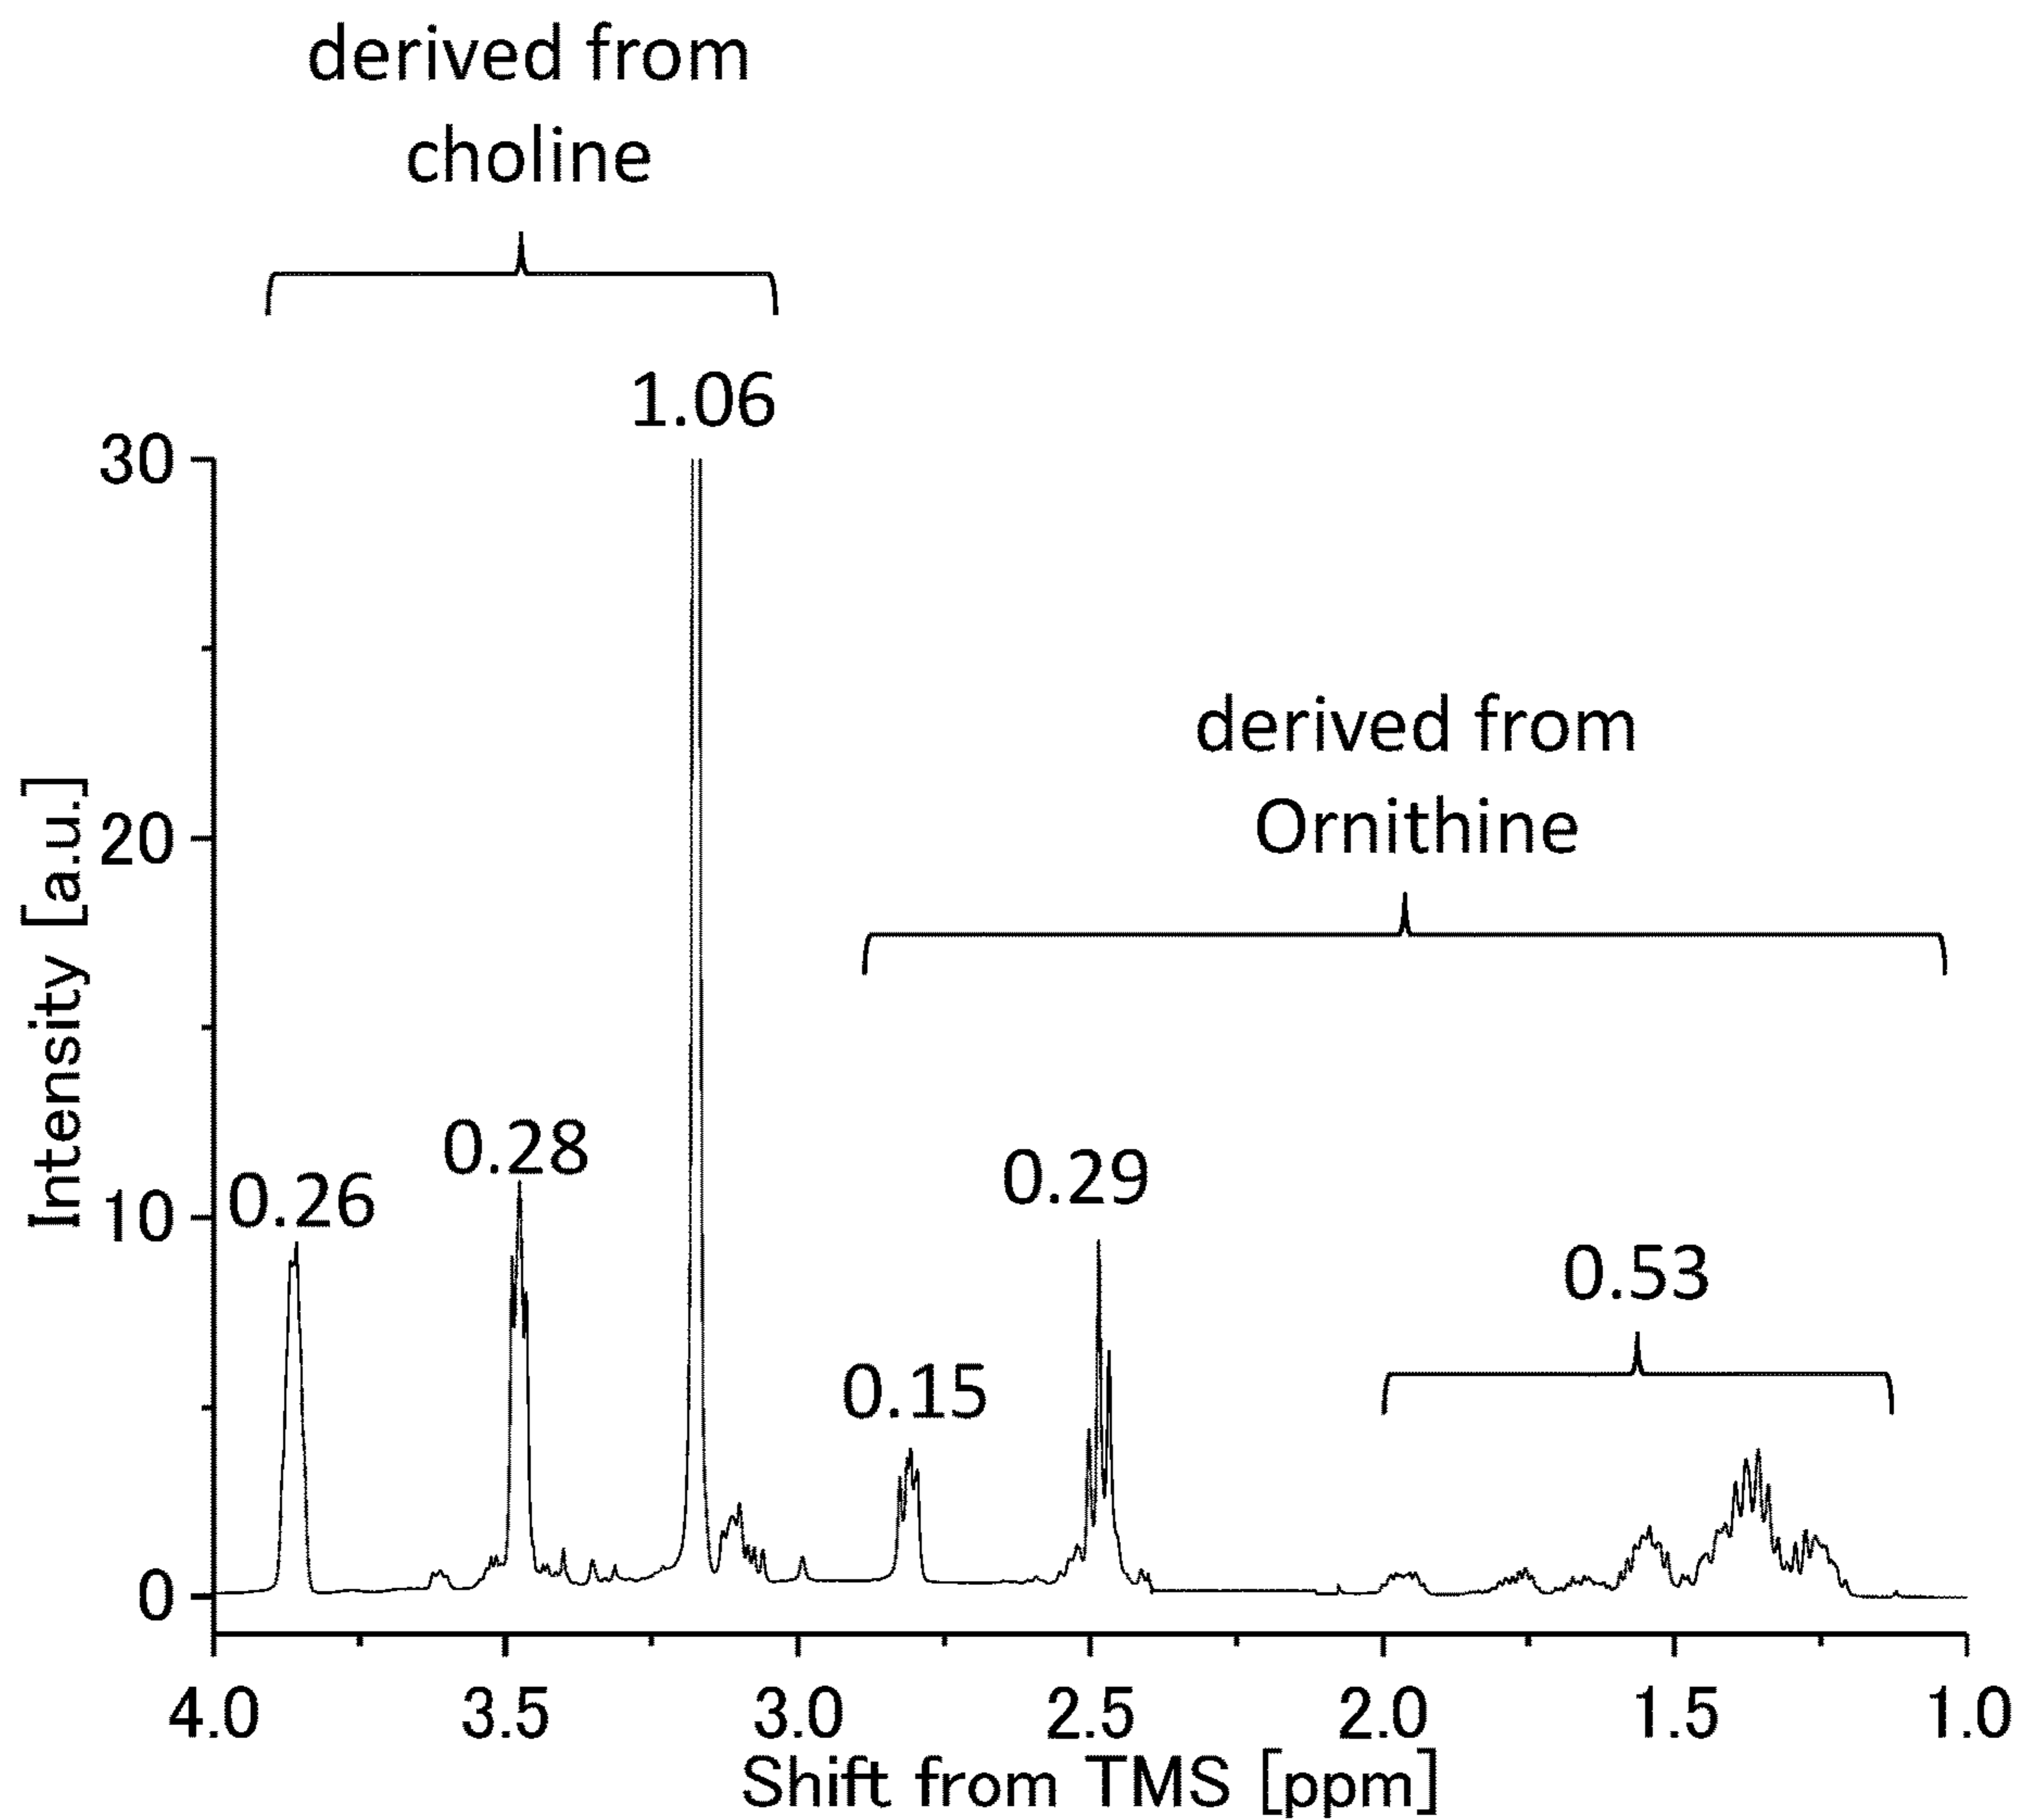 derived from
choline
1.06
30
derived from
Ornithine
20
Intensity [a.u.]
0.28
0.29
0.26
10
0.53
0.15
0
4.0 3.5 3.0 2.5 2.0 1.5 1.0
Shift from TMS [ppm]